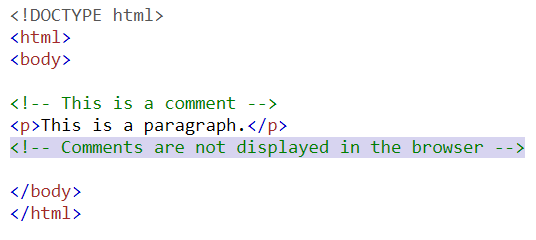 <!DOCTYPE html>
<html>
<body>
<!-- This is a comment -->
<p>This is a paragraph.</p>
<!-- Comments are not displayed in the browser -->
</body>
</html>